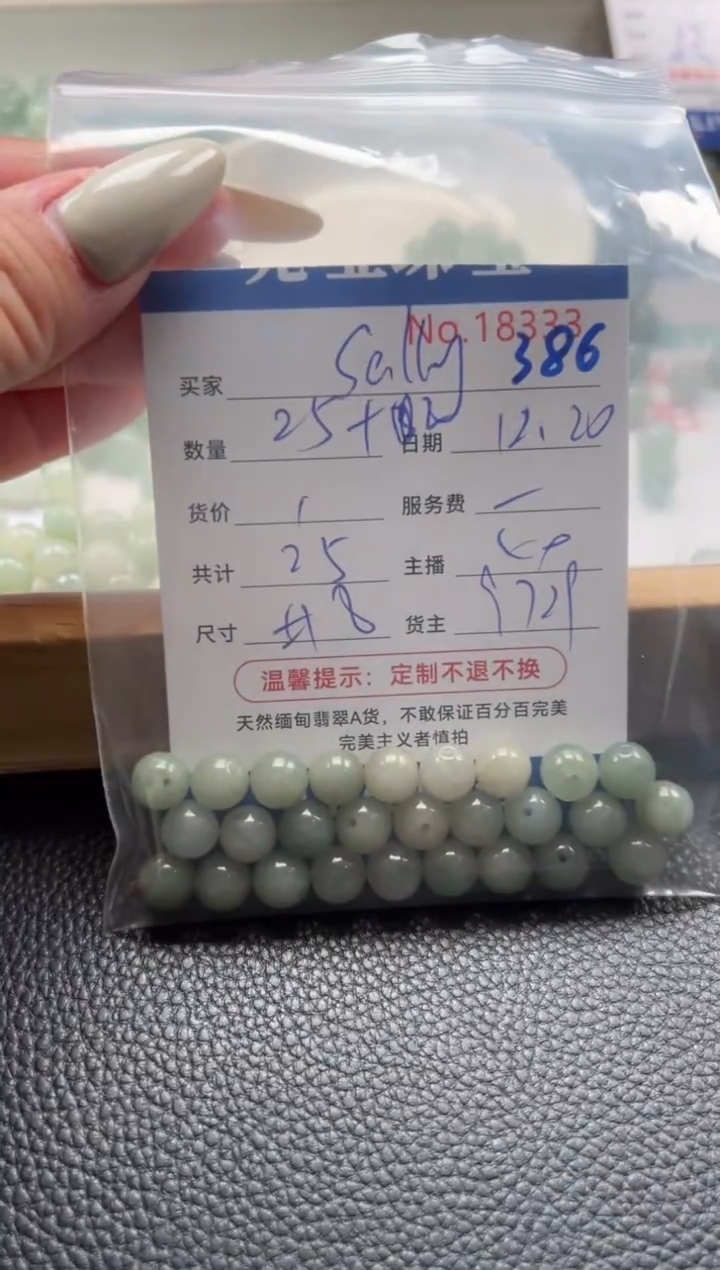 No.18333
买家 Sally 386
数量 25+ 日期 12.20
货价 1 服务费
共计 25 主播
尺寸 8 货主
温馨提示：定制不退不换
天然缅甸翡翠A货，不敢保证百分百完美
完美主义者慎拍